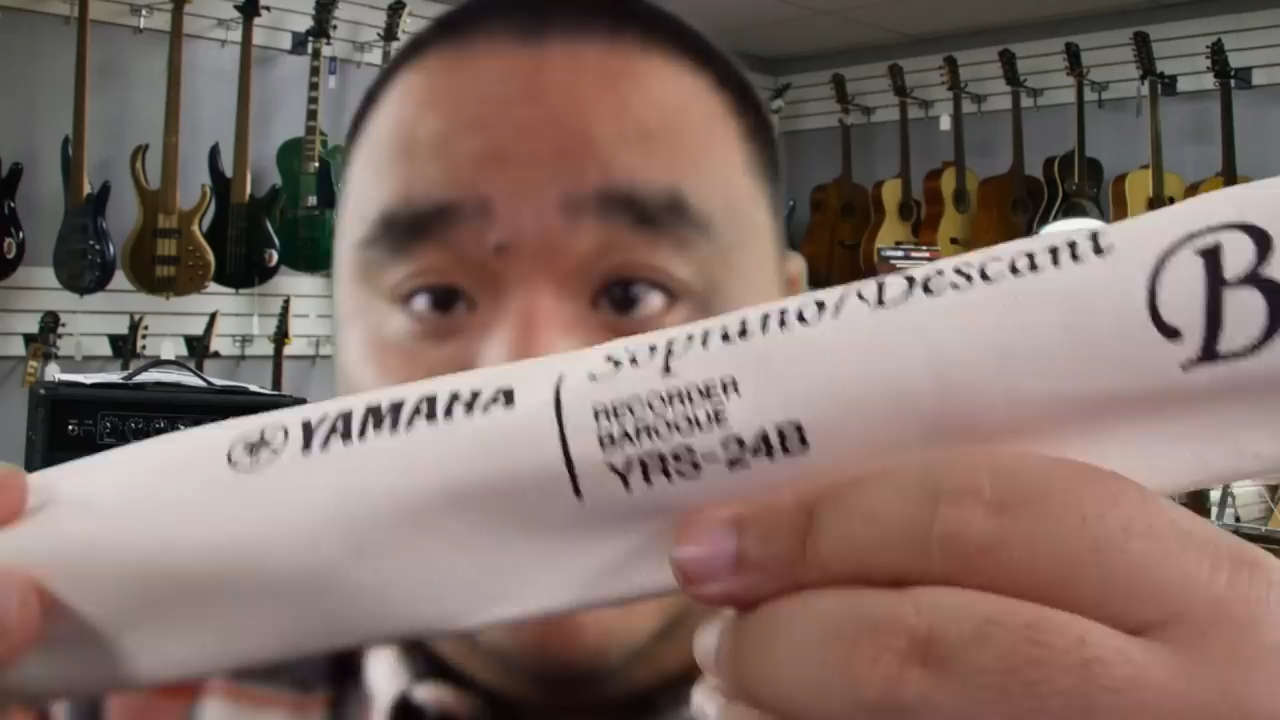 YAMAHA
Soprano/Descant
RECORDER
BAROQUE
YRS-24B
B